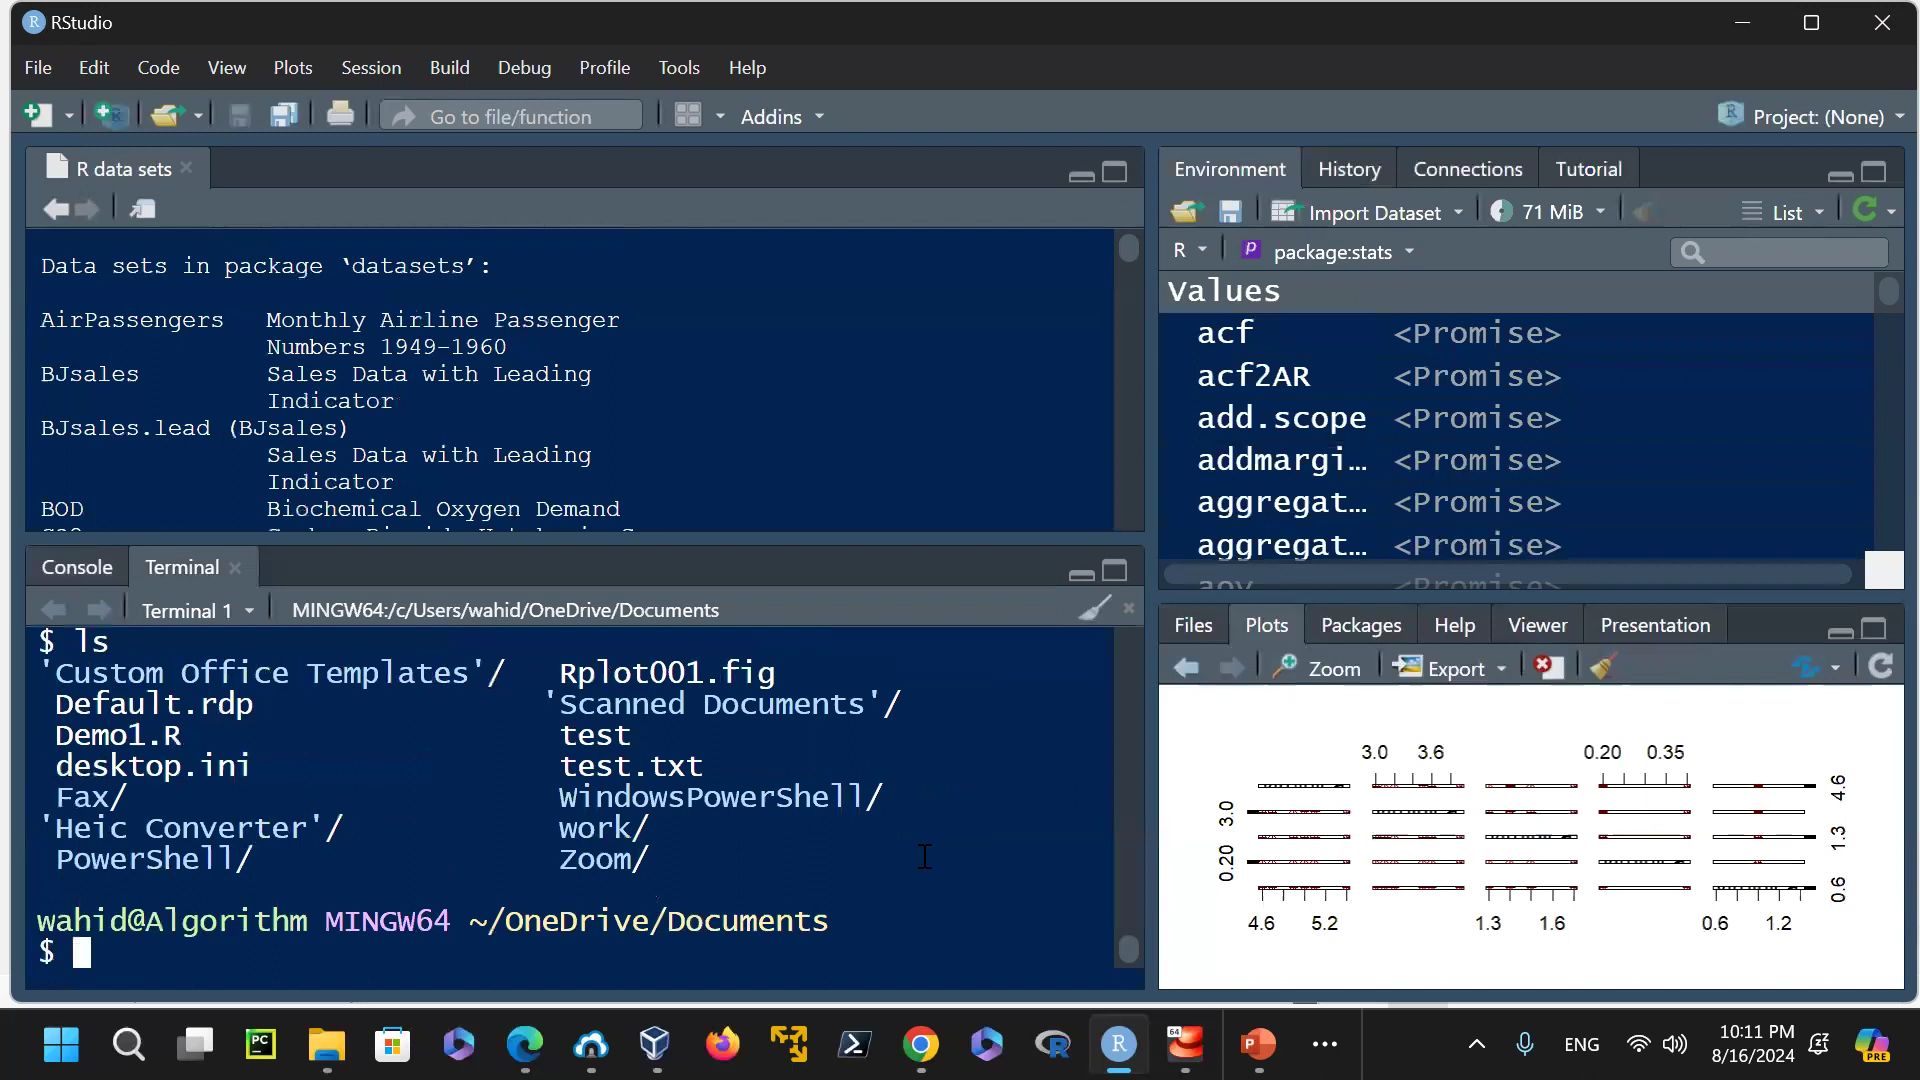 RStudio
File Edit Code View Plots Session Build Debug Profile Tools Help
Go to file/function Addins Project: (None)
R data sets
Data sets in package ‘datasets’:
AirPassengers Monthly Airline Passenger
Numbers 1949-1960
BJsales Sales Data with Leading
Indicator
BJsales.lead (BJsales)
Sales Data with Leading
Indicator
BOD Biochemical Oxygen Demand
Console Terminal
Terminal 1 MINGW64:/c/Users/wahid/OneDrive/Documents
$ ls
'Custom Office Templates'/ Rplot001.fig
Default.rdp 'Scanned Documents'/
Demo1.R test
desktop.ini test.txt
Fax/ WindowsPowerShell/
'Heic Converter'/ work/
PowerShell/ Zoom/
wahid@Algorithm MINGW64 ~/OneDrive/Documents
$
Environment History Connections Tutorial
Import Dataset 71 MiB List
R package:stats
Values
acf <Promise>
acf2AR <Promise>
add.scope <Promise>
addmargi… <Promise>
aggregat… <Promise>
aggregat… <Promise>
aov <Promise>
Files Plots Packages Help Viewer Presentation
Zoom Export
3.0 3.6 0.20 0.35
3.0
0.20
4.6
1.3
0.6
4.6 5.2 1.3 1.6 0.6 1.2
PC
64
ENG
10:11 PM
8/16/2024
PRE